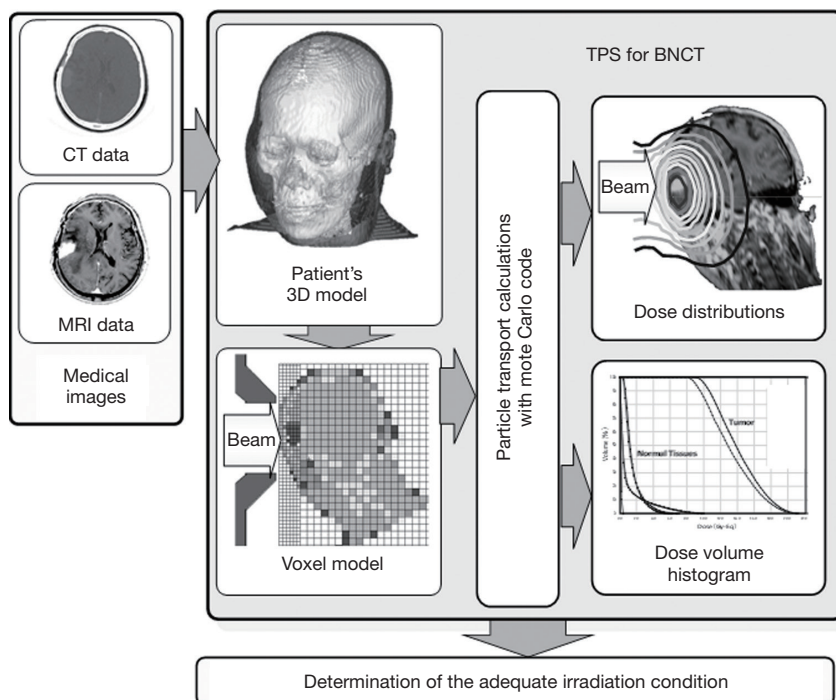 CT data
MRI data
Medical
images
TPS for BNCT
Patient's
3D model
Beam
Voxel model
Particle transport calculations
with mote Carlo code
Beam
Dose distributions
Volume (%)
Tumor
Normal Tissues
Dose volume
histogram
Determination of the adequate irradiation condition